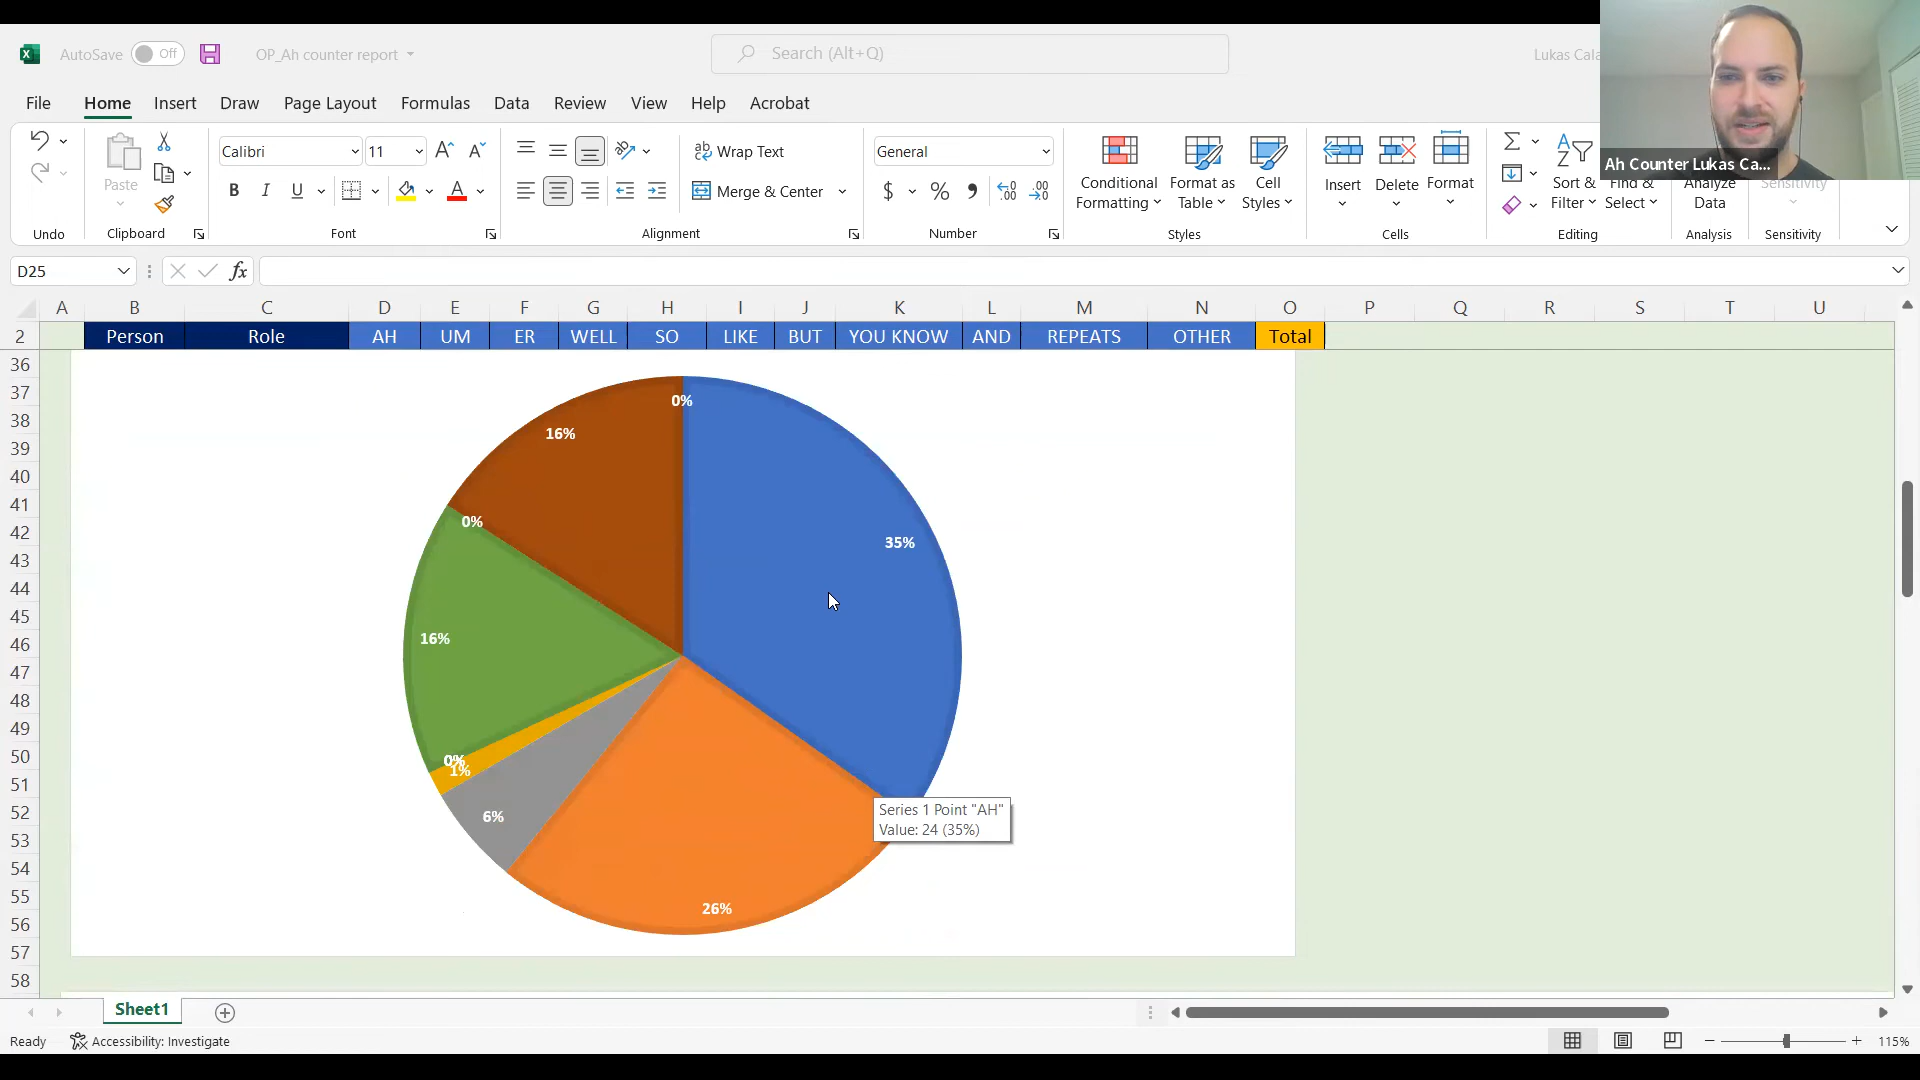 AutoSave Off OP_Ah counter report Search (Alt+Q) Lukas Cala
File Home Insert Draw Page Layout Formulas Data Review View Help Acrobat
Ah Counter Lukas Ca...
Calibri 11 Wrap Text General
Paste B I U Merge & Center $ % Conditional Formatting Format as Table Cell Styles Insert Delete Format Sort & Filter Find & Select Analyze Data Sensitivity
Undo Clipboard Font Alignment Number Styles Cells Editing Analysis Sensitivity
D25 fx
A B C D E F G H I J K L M N O P Q R S T U
2 Person Role AH UM ER WELL SO LIKE BUT YOU KNOW AND REPEATS OTHER Total
36
37
0%
38
16%
39
40
41
42
0%
35%
43
44
45
46
16%
47
48
49
50
0%
1%
51
52
6%
Series 1 Point "AH"
Value: 24 (35%)
53
54
55
26%
56
57
58
Sheet1
Ready Accessibility: Investigate 115%